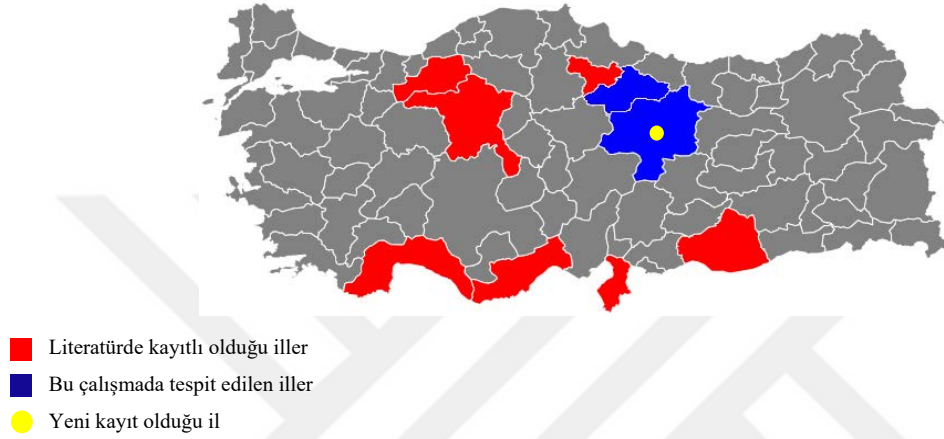 Literatürde kayıtlı olduğu iller
Bu çalışmada tespit edilen iller
Yeni kayıt olduğu il